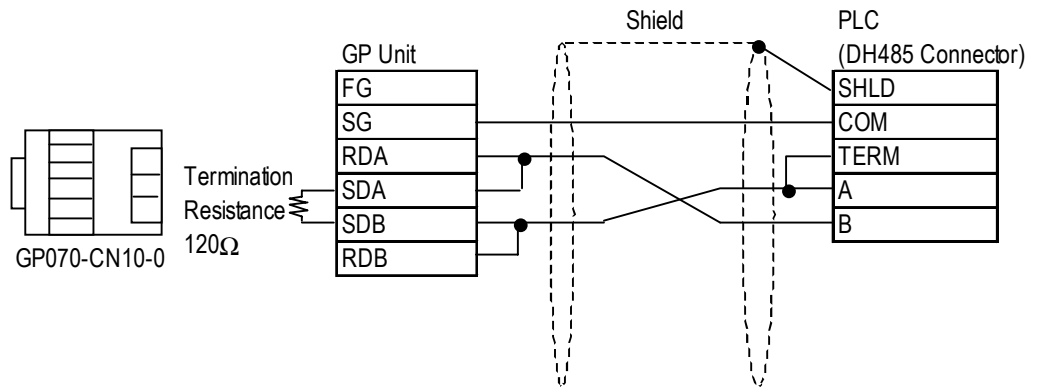 Shield
PLC
(DH485 Connector)
GP Unit
FG
SG
RDA
SDA
SDB
RDB
SHLD
COM
TERM
A
B
Termination
Resistance
120Ω
GP070-CN10-0